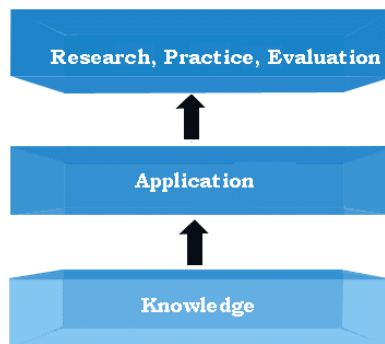 Research, Practice, Evaluation
Application
Knowledge